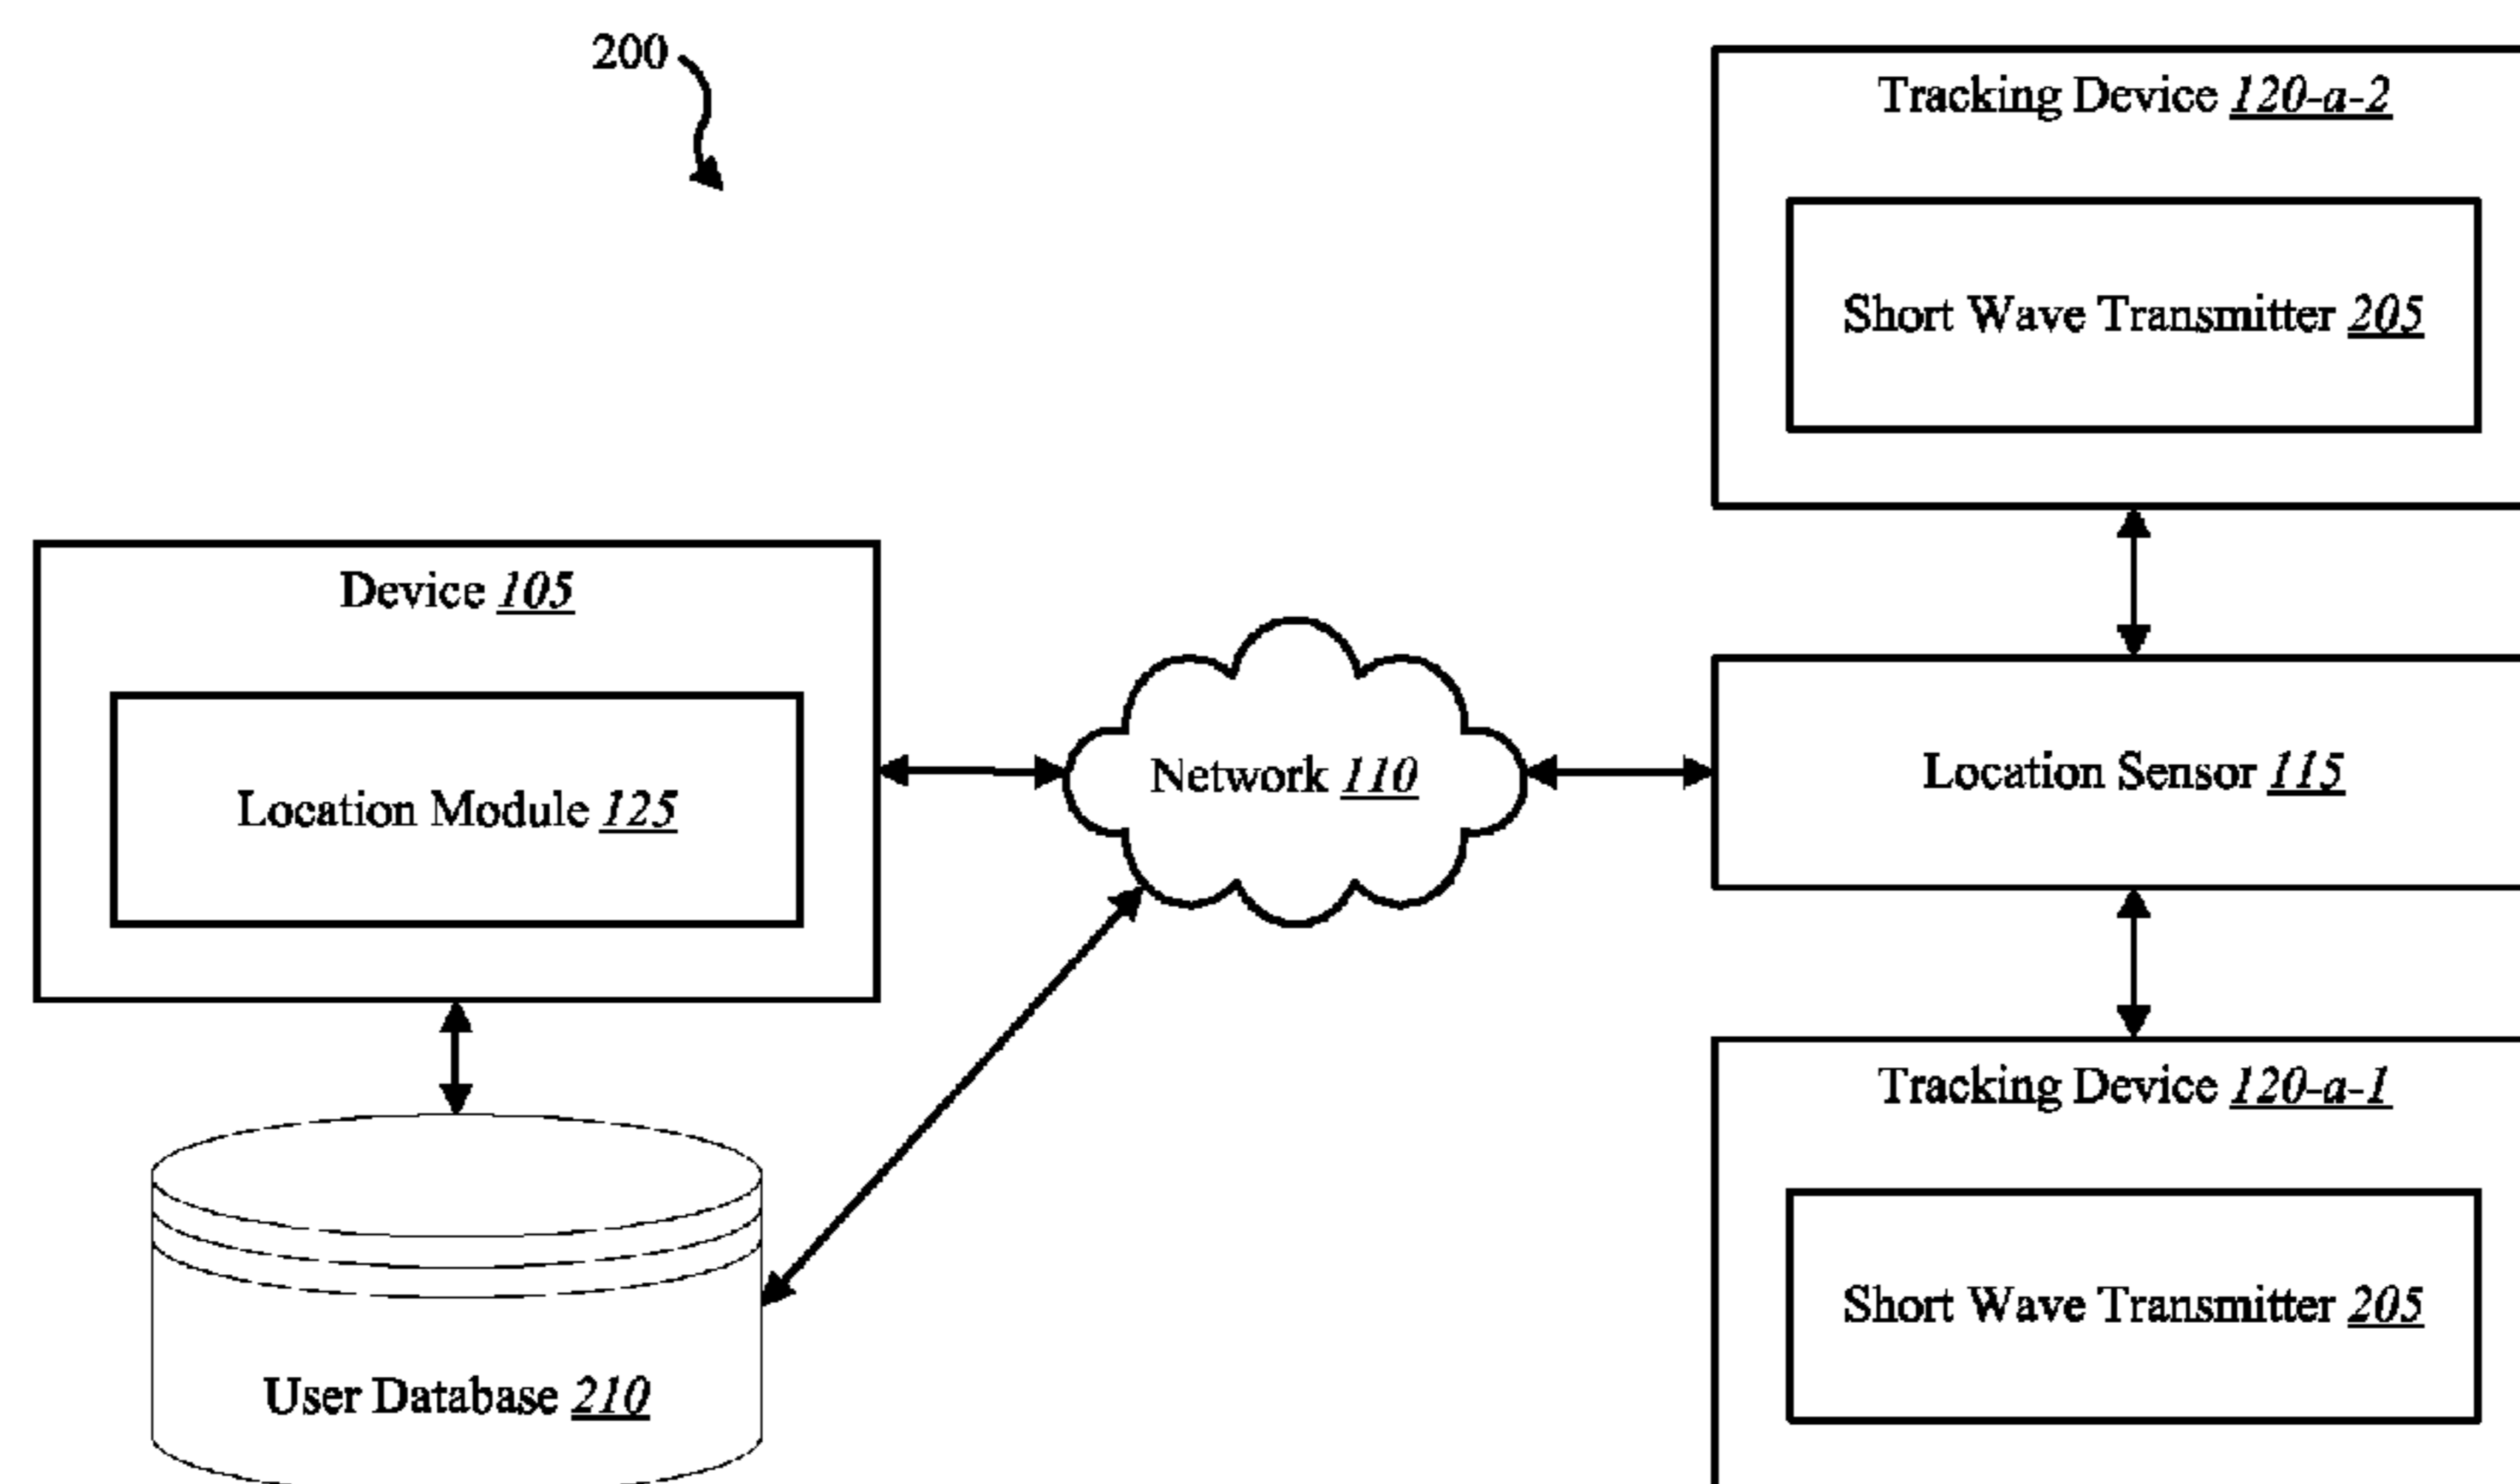 200
Tracking Device 120-a-2
Short Wave Transmitter 205
Device 105
Location Module 125
Network 110
Location Sensor 115
Tracking Device 120-a-1
Short Wave Transmitter 205
User Database 210